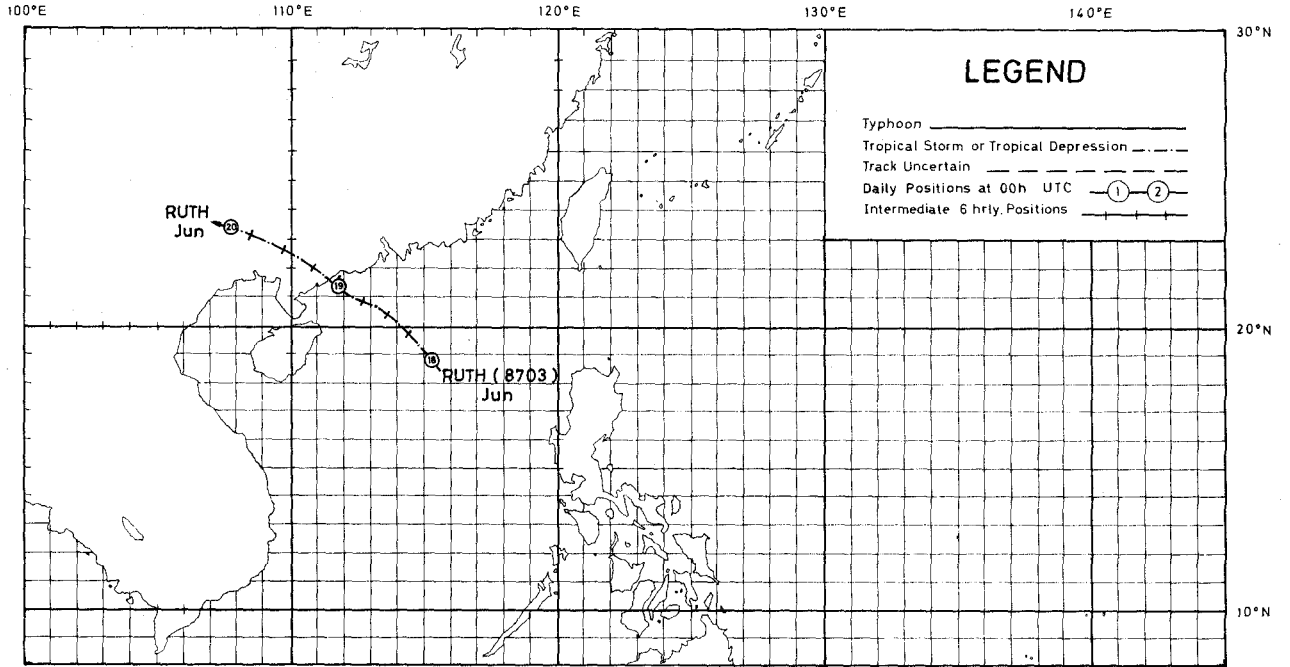 100°E 110°E 120°E 130°E 140°E
30°N
LEGEND
Typhoon
Tropical Storm or Tropical Depression
Track Uncertain
Daily Positions at 00h UTC 1 2
Intermediate 6 hrly. Positions
RUTH
Jun
20
19
20°N
18
RUTH (8703)
Jun
10°N